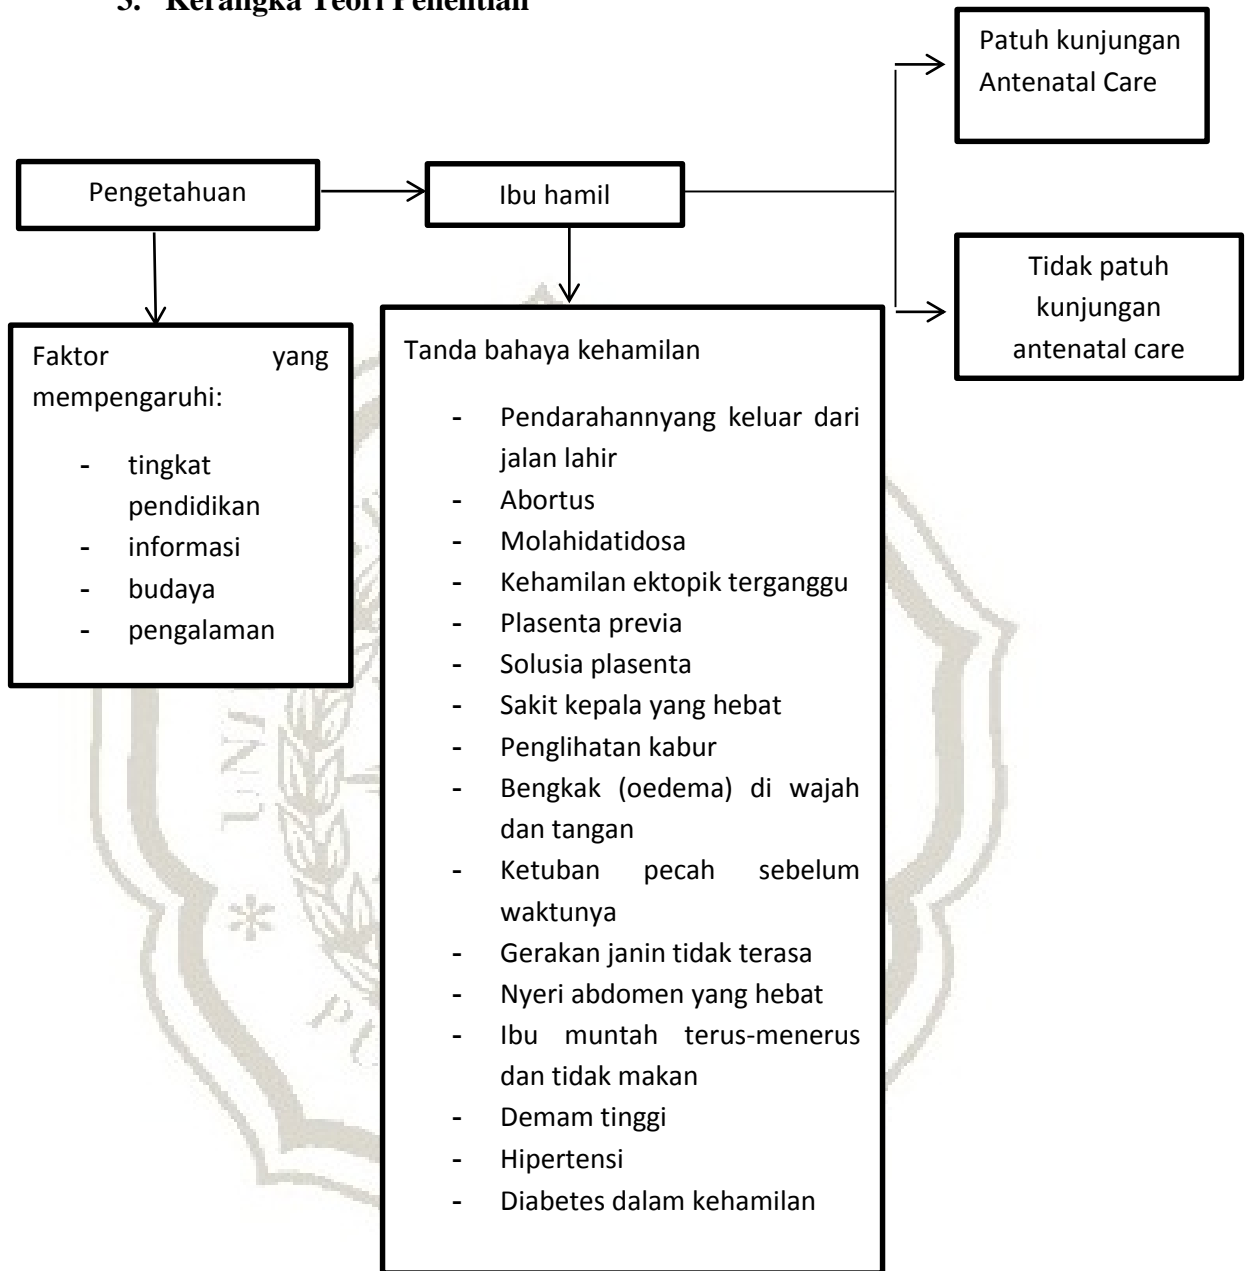 3. Kerangka Teori Penelitian
Patuh kunjungan
Antenatal Care
Pengetahuan
Ibu hamil
Tidak patuh
kunjungan
antenatal care
Faktor yang
mempengaruhi:
- tingkat
pendidikan
- informasi
- budaya
- pengalaman
Tanda bahaya kehamilan
- Pendarahannyang keluar dari
jalan lahir
- Abortus
- Molahidatidosa
- Kehamilan ektopik terganggu
- Plasenta previa
- Solusia plasenta
- Sakit kepala yang hebat
- Penglihatan kabur
- Bengkak (oedema) di wajah
dan tangan
- Ketuban pecah sebelum
waktunya
- Gerakan janin tidak terasa
- Nyeri abdomen yang hebat
- Ibu muntah terus-menerus
dan tidak makan
- Demam tinggi
- Hipertensi
- Diabetes dalam kehamilan